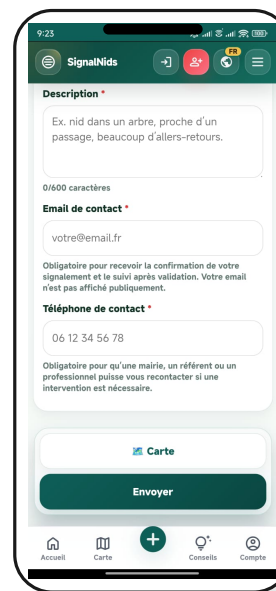 9:23
100
SignalNids
FR
Description *
Ex. nid dans un arbre, proche d'un
passage, beaucoup d'allers-retours.
0/600 caractères
Email de contact *
votre@email.fr
Obligatoire pour recevoir la confirmation de votre
signalement et le suivi après validation. Votre email
n'est pas affiché publiquement.
Téléphone de contact *
06 12 34 56 78
Obligatoire pour qu'une mairie, un référent ou un
professionnel puisse vous recontacter si une
intervention est nécessaire.
Carte
Envoyer
Accueil
Carte
Conseils
Compte